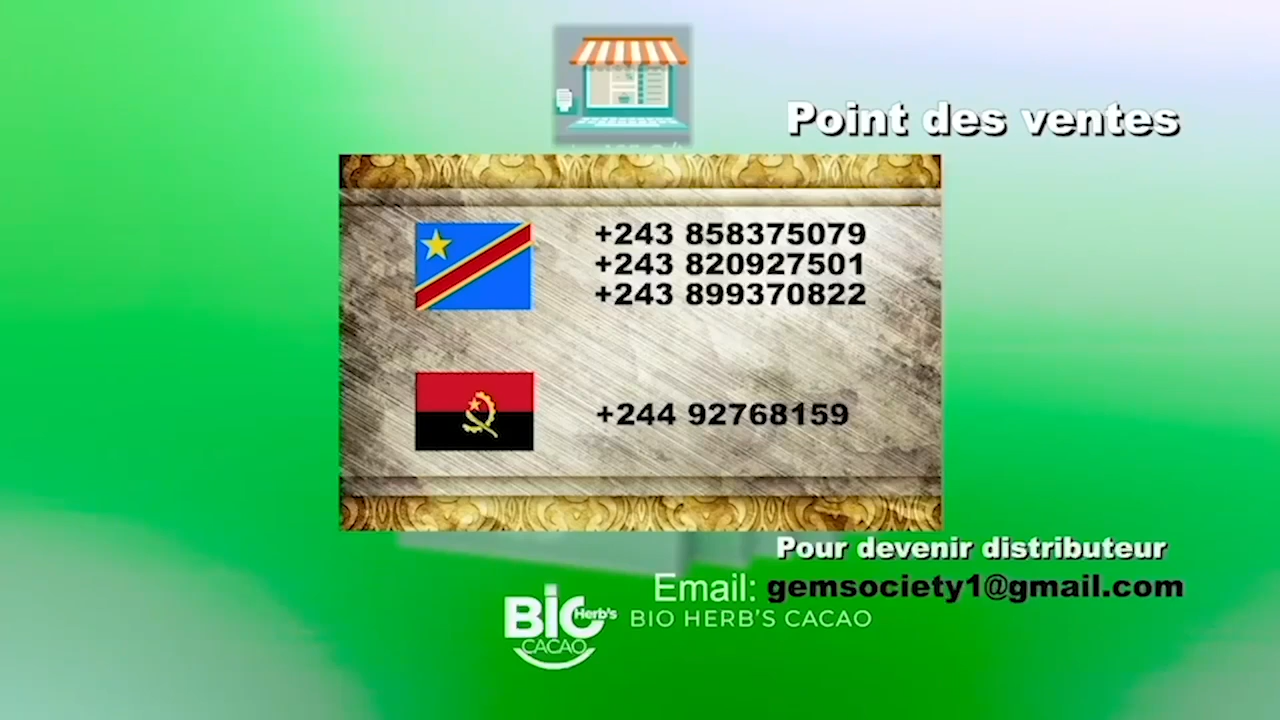 Point des ventes
+243 858375079
+243 820927501
+243 899370822
+244 92768159
Pour devenir distributeur
Email: gemsociety1@gmail.com
BIO Herb's
CACAO
BIO HERB'S CACAO